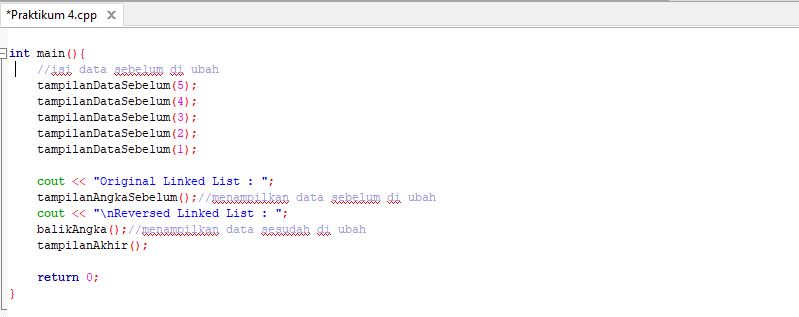 *Praktikum 4.cpp X
int main(){
//isi data sebelum di ubah
tampilanDataSebelum(5);
tampilanDataSebelum(4);
tampilanDataSebelum(3);
tampilanDataSebelum(2);
tampilanDataSebelum(1);
cout << "Original Linked List : ";
tampilanAngkaSebelum();//menampilkan data sebelum di ubah
cout << "\nReversed Linked List : ";
balikAngka();//menampilkan data sesudah di ubah
tampilanAkhir();
return 0;
}